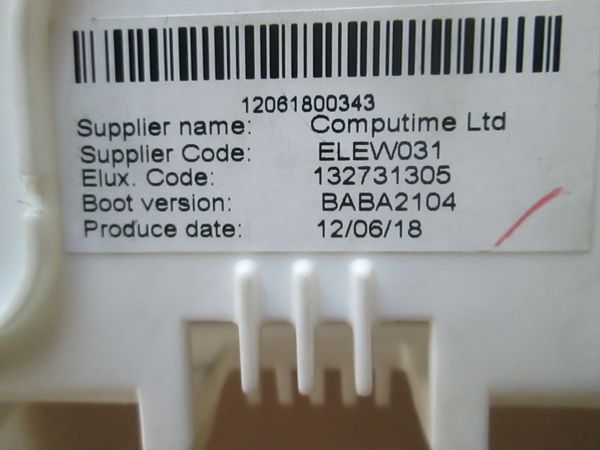 12061800343
Supplier name: Computime Ltd
Supplier Code: ELEW031
Elux. Code: 132731305
Boot version: BABA2104
Produce date: 12/06/18